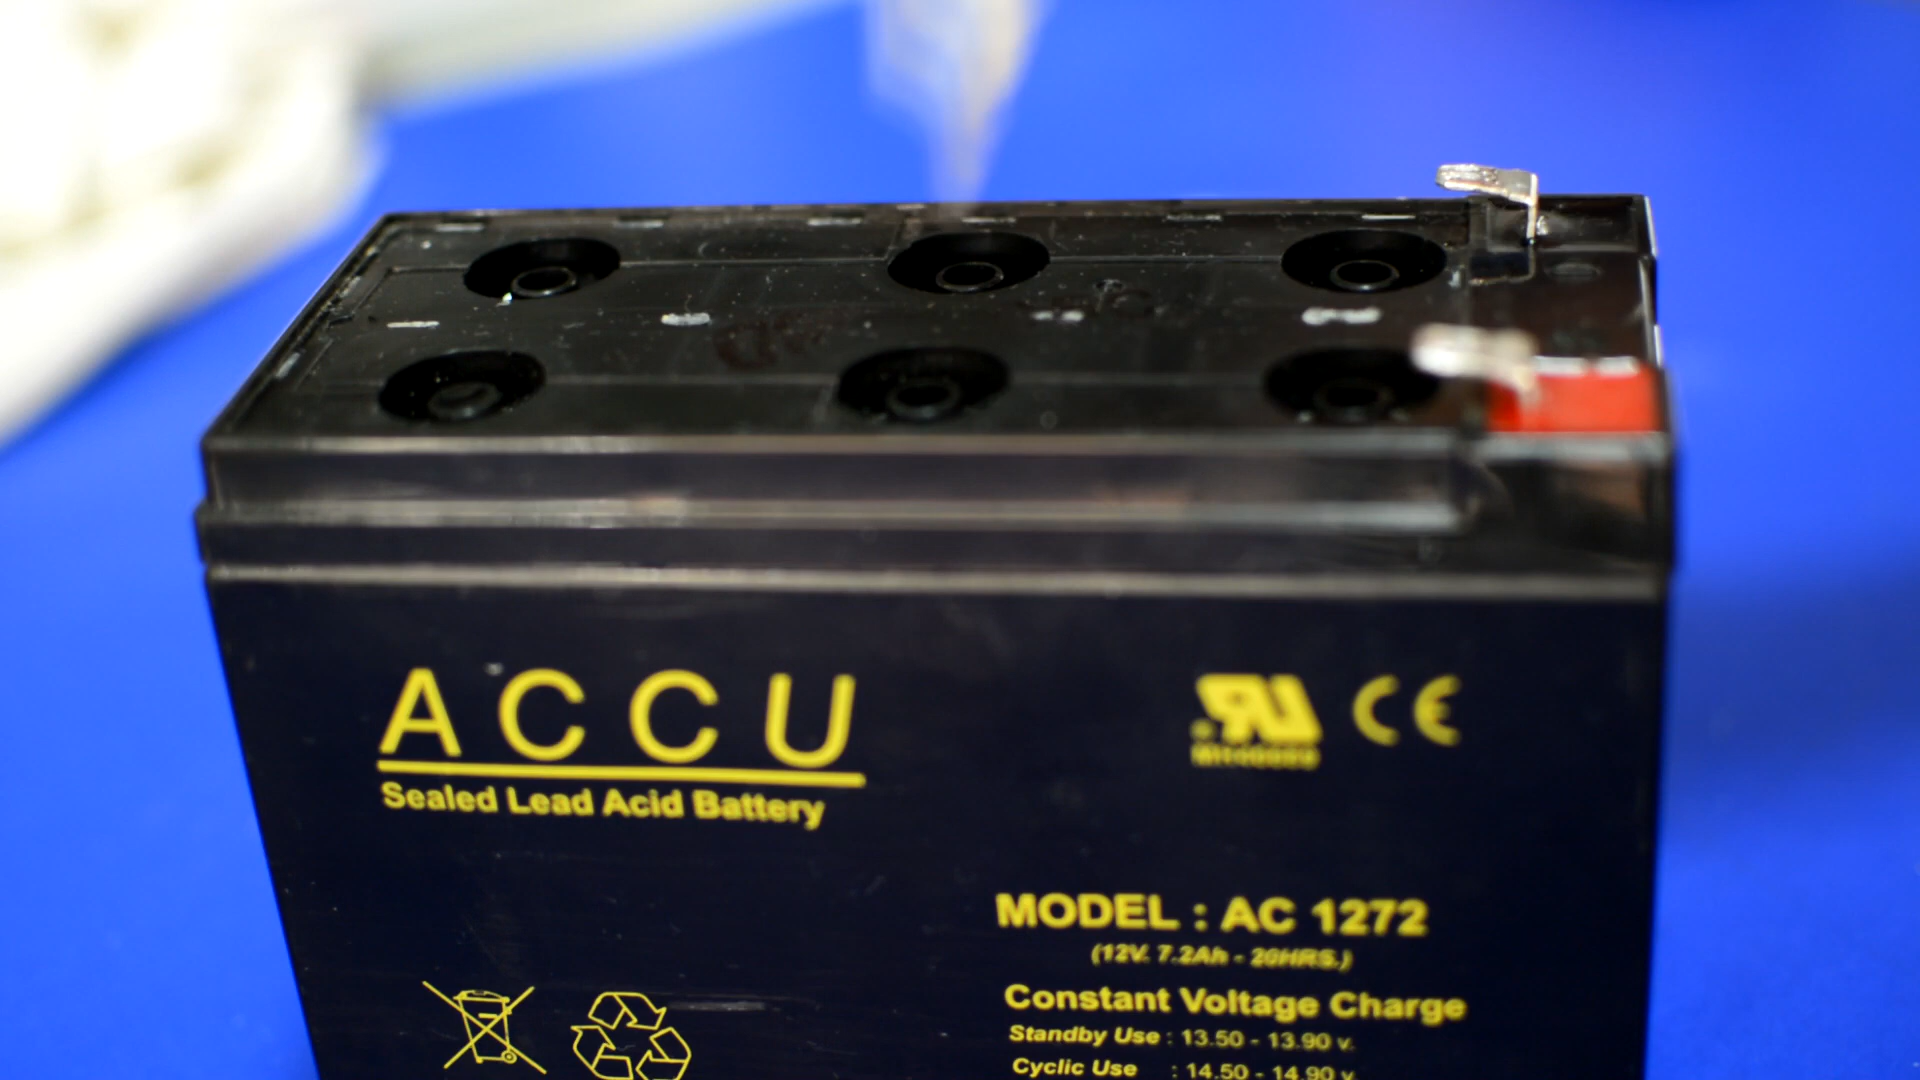 ACCU
Sealed Lead Acid Battery
CE
MODEL : AC 1272
(12V. 7.2Ah - 20HRS.)
Constant Voltage Charge
Standby Use : 13.50 - 13.90 v.
Cyclic Use : 14.50 - 14.90 v.